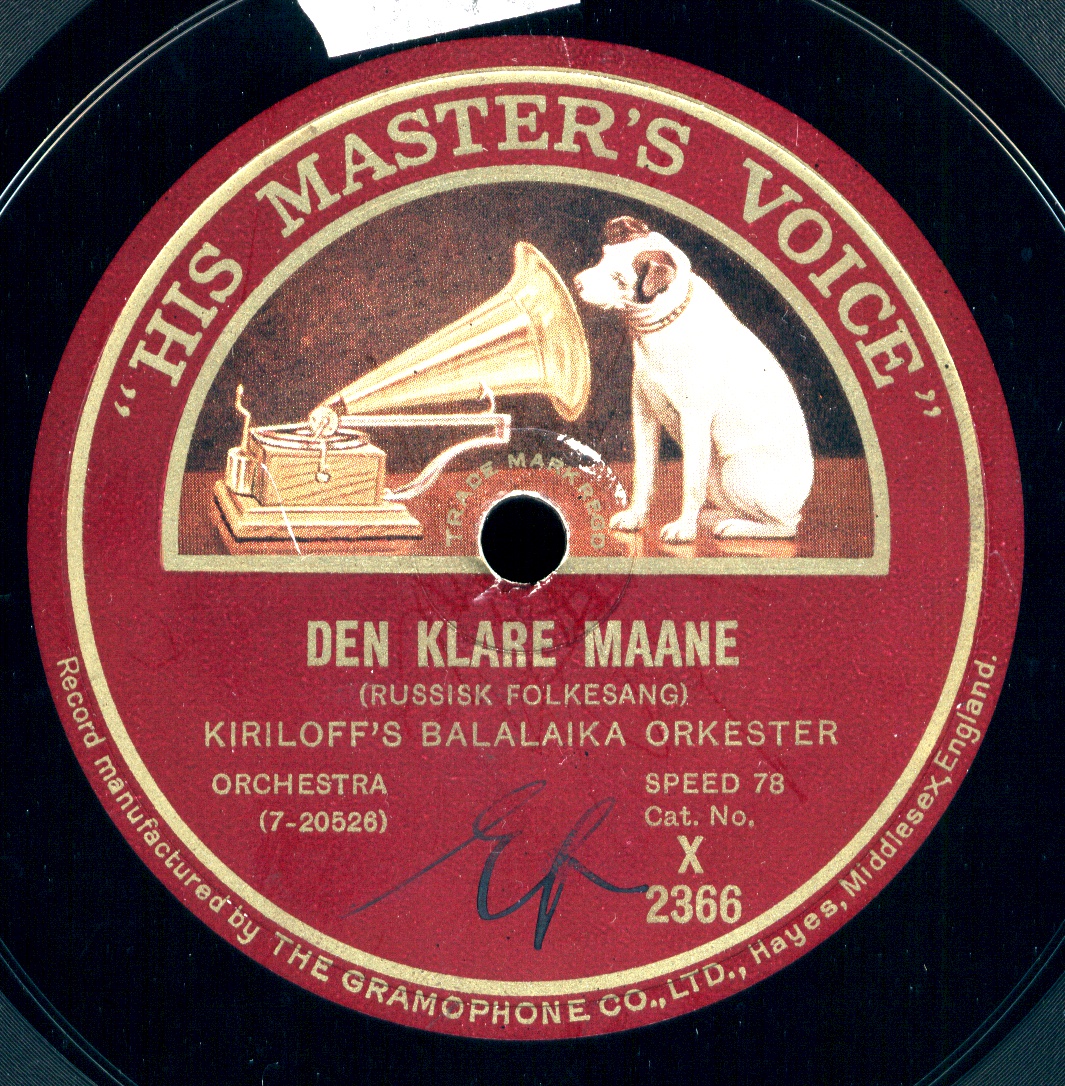 “HIS MASTER'S VOICE”
TRADE MARK REGD
DEN KLARE MAANE
(RUSSISK FOLKESANG)
KIRILOFF'S BALALAIKA ORKESTER
ORCHESTRA
(7-20526)
SPEED 78
Cat. No.
X
2366
Record manufactured by THE GRAMOPHONE CO., LTD., Hayes, Middlesex, England.